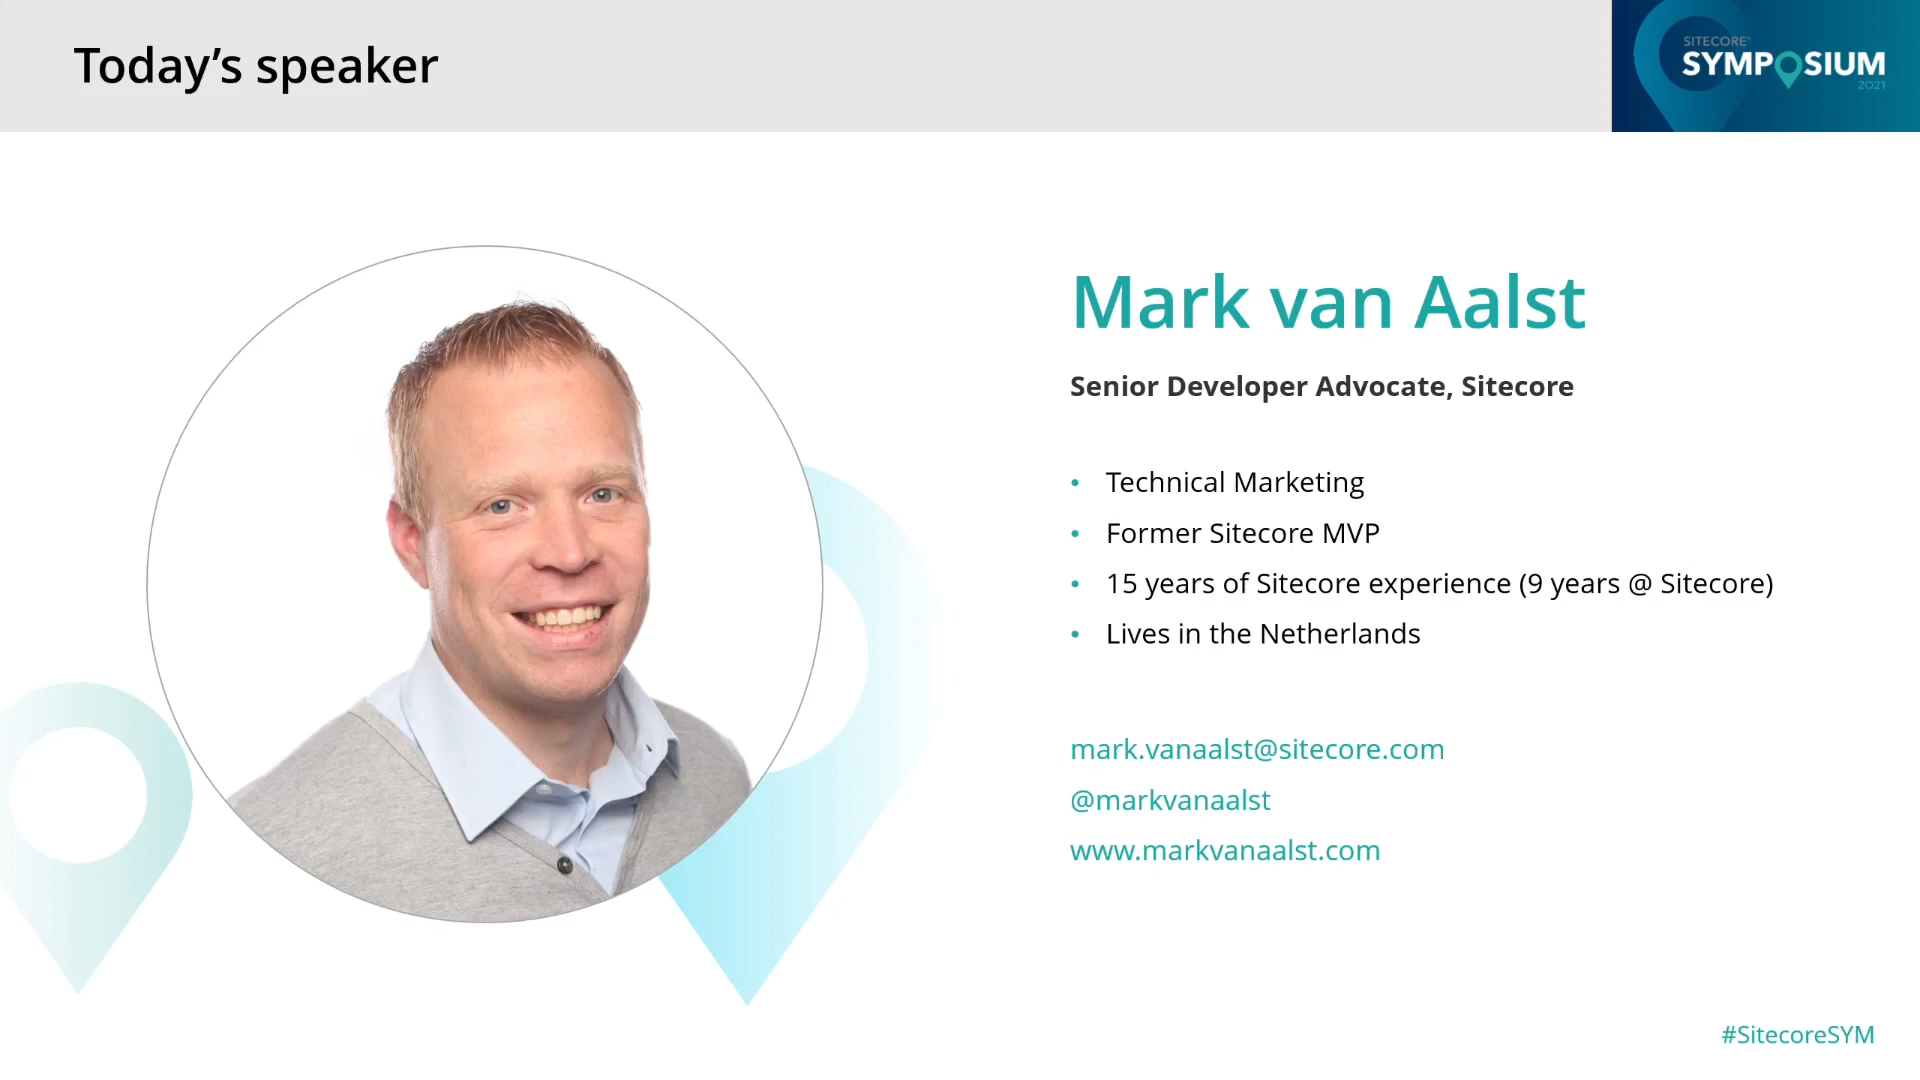 Today’s speaker
SITECORE
SYMPOSIUM
2021
Mark van Aalst
Senior Developer Advocate, Sitecore
• Technical Marketing
• Former Sitecore MVP
• 15 years of Sitecore experience (9 years @ Sitecore)
• Lives in the Netherlands
mark.vanaalst@sitecore.com
@markvanaalst
www.markvanaalst.com
#SitecoreSYM